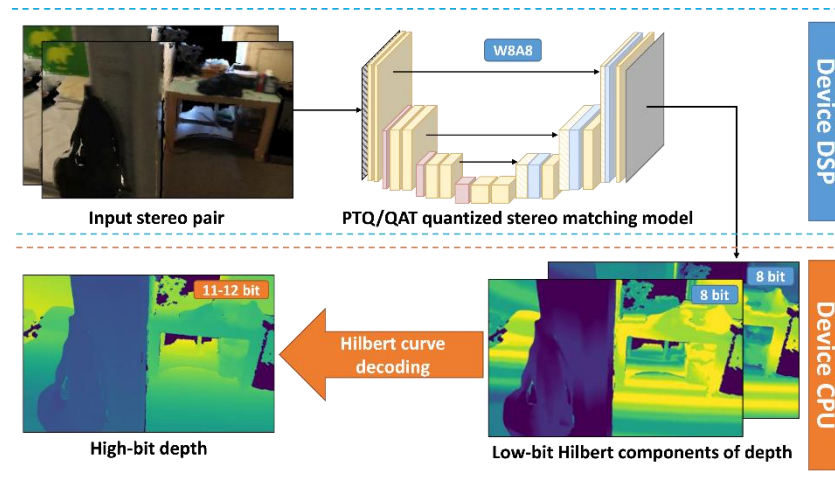 W8A8
Device DSP
Input stereo pair
PTQ/QAT quantized stereo matching model
11-12 bit
8 bit
8 bit
Hilbert curve
decoding
Device CPU
High-bit depth
Low-bit Hilbert components of depth